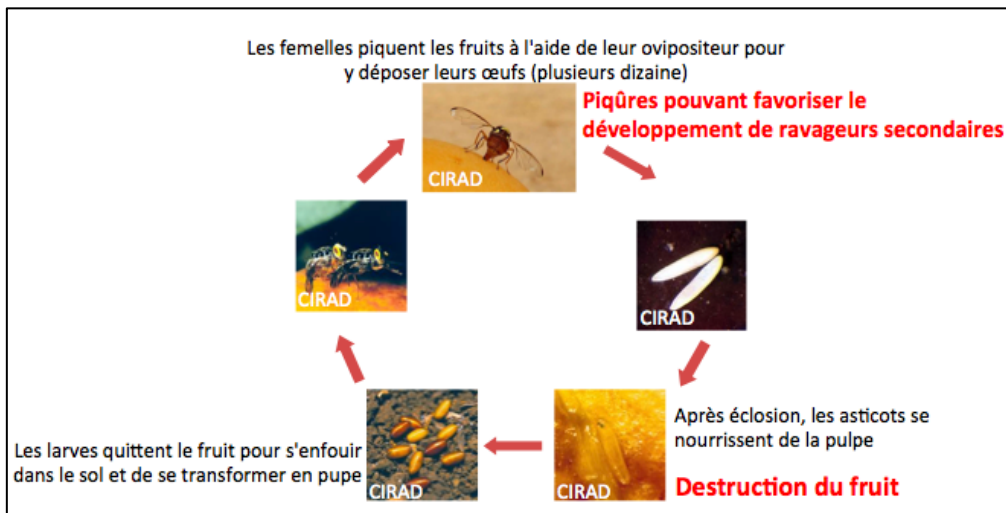 Les femelles piquent les fruits à l'aide de leur ovipositeur pour
y déposer leurs œufs (plusieurs dizaine)
Piqûres pouvant favoriser le
développement de ravageurs secondaires
CIRAD
CIRAD
CIRAD
Après éclosion, les asticots se
nourrissent de la pulpe
Destruction du fruit
CIRAD
Les larves quittent le fruit pour s'enfouir
dans le sol et de se transformer en pupe
CIRAD